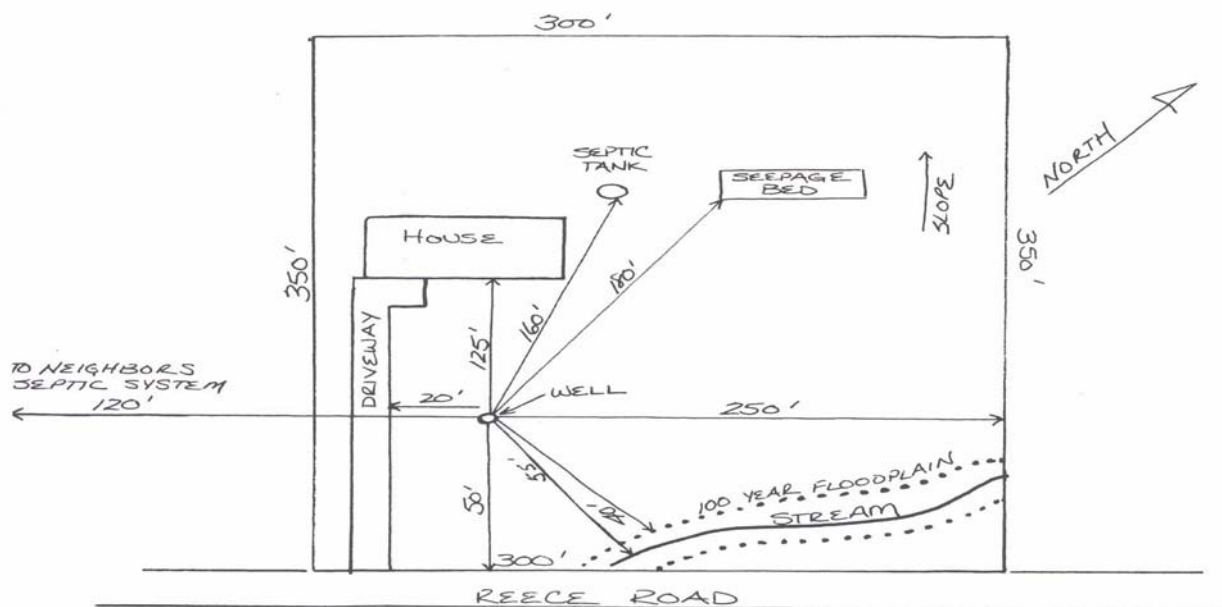 300'
NORTH
SEPTIC
TANK
SEEPAGE
BED
SLOPE
HOUSE
350'
350'
180'
160'
125'
DRIVEWAY
TO NEIGHBORS
SEPTIC SYSTEM
120'
20'
WELL
250'
55'
50'
100 YEAR FLOODPLAIN
STREAM
300'
REECE ROAD